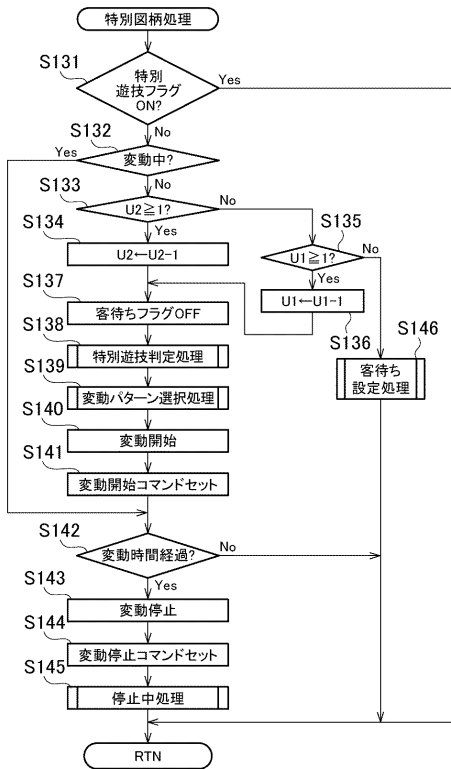 特別図柄処理
S131
特別
遊技フラグ
ON?
Yes
No
S132
変動中?
Yes
No
S133
U2≧1?
No
Yes
S134
U2←U2-1
S135
U1≧1?
No
Yes
U1←U1-1
S136
S137
客待ちフラグOFF
S138
特別遊技判定処理
S146
客待ち
設定処理
S139
変動パターン選択処理
S140
変動開始
S141
変動開始コマンドセット
S142
変動時間経過?
No
Yes
S143
変動停止
S144
変動停止コマンドセット
S145
停止中処理
RTN